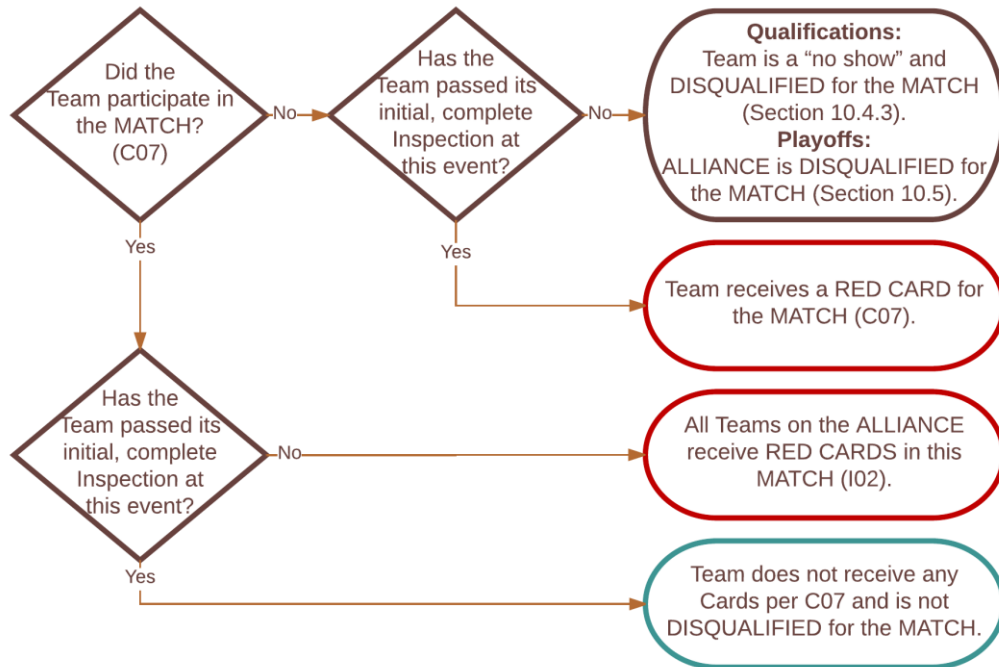 Did the
Team participate in
the MATCH?
(C07)
No
Has the
Team passed its
initial, complete
Inspection at
this event?
No
Qualifications:
Team is a “no show” and
DISQUALIFIED for the MATCH
(Section 10.4.3).
Playoffs:
ALLIANCE is DISQUALIFIED for
the MATCH (Section 10.5).
Yes
Yes
Team receives a RED CARD for
the MATCH (C07).
Has the
Team passed its
initial, complete
Inspection at
this event?
No
All Teams on the ALLIANCE
receive RED CARDS in this
MATCH (I02).
Yes
Team does not receive any
Cards per C07 and is not
DISQUALIFIED for the MATCH.